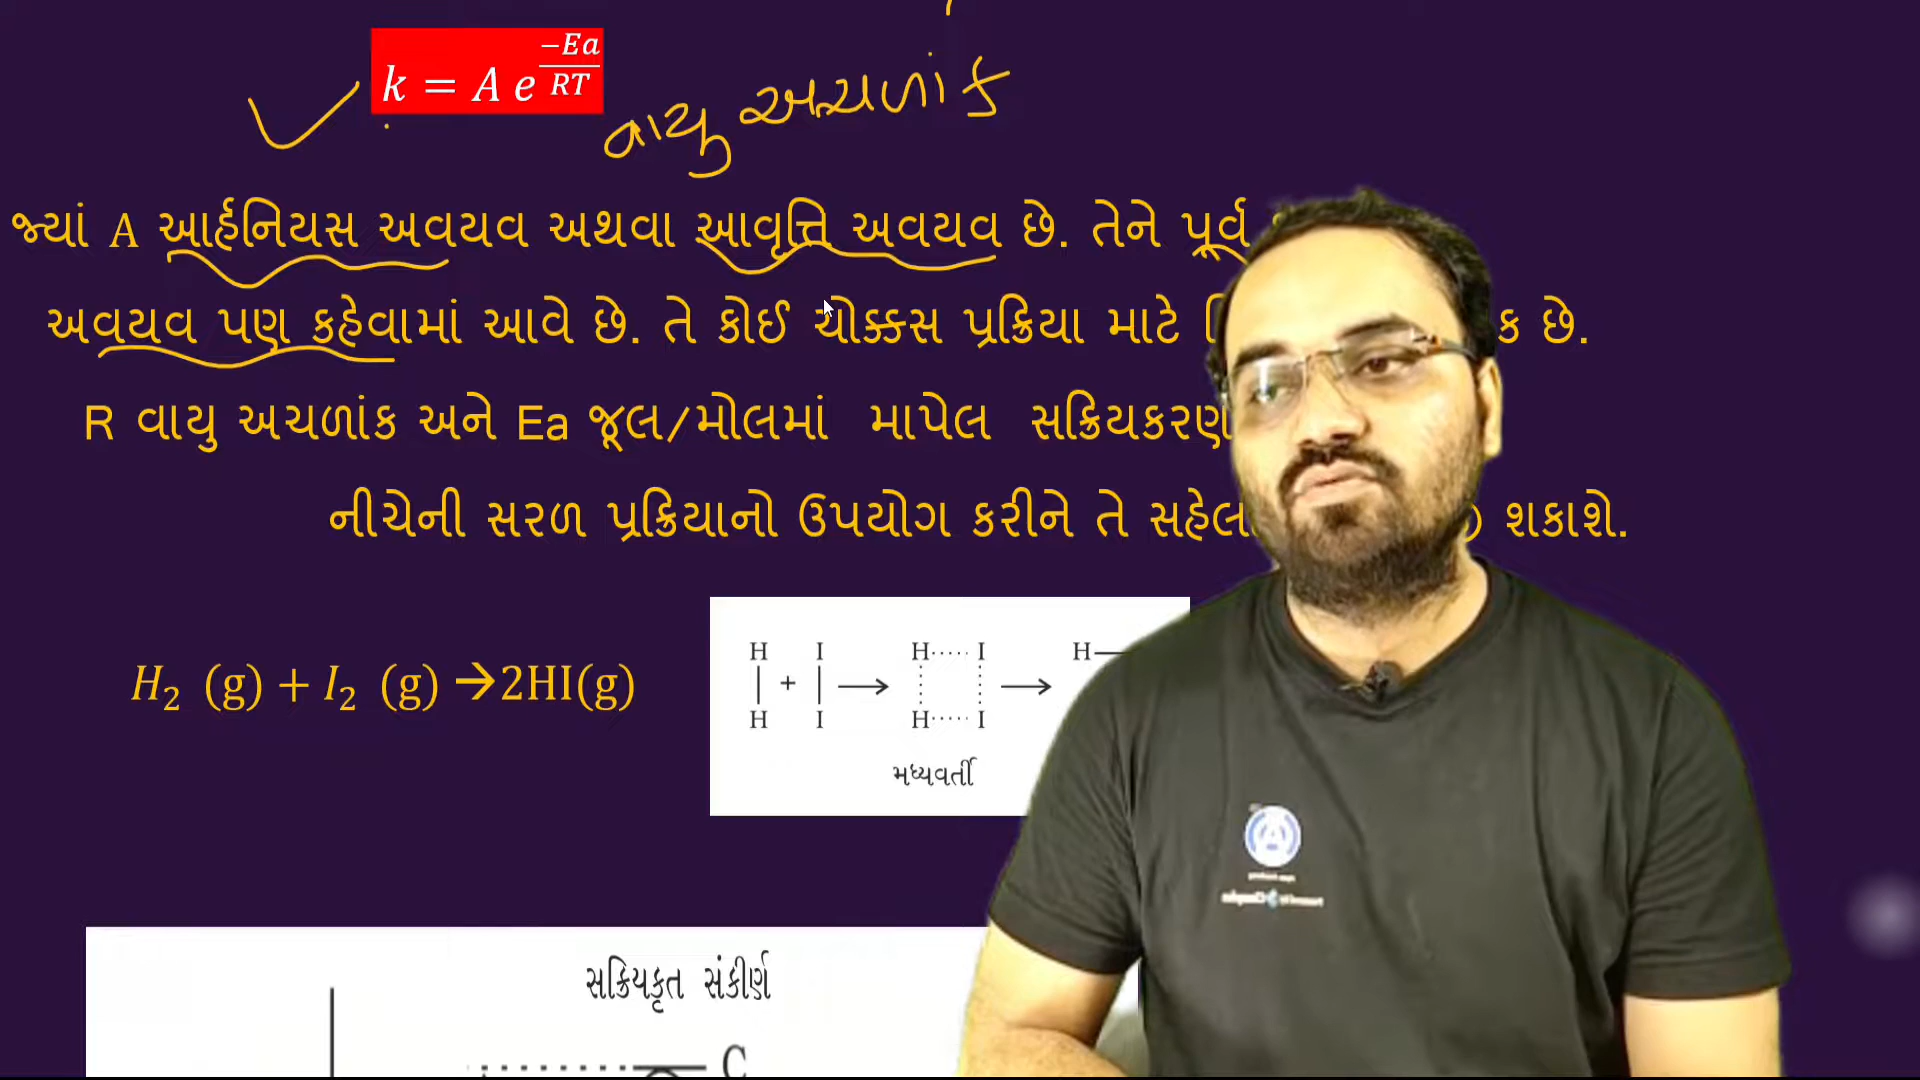 k = A e^(−Ea/RT)
વાયુ અચળાંક
જ્યાં A આર્હનિયસ અવયવ અથવા આવૃત્તિ અવયવ છે. તેને પૂર્વ
અવયવ પણ કહેવામાં આવે છે. તે કોઈ ચોક્કસ પ્રક્રિયા માટે ક છે.
R વાયુ અચળાંક અને Ea જૂલ/મોલમાં માપેલ સક્રિયકરણ
નીચેની સરળ પ્રક્રિયાનો ઉપયોગ કરીને તે શકાશે.
H₂ (g) + I₂ (g) →2HI(g)
H I H·····I H—
| + | → →
H I H·····I
મધ્યવર્તી
સક્રિયકૃત સંકીર્ણ
C